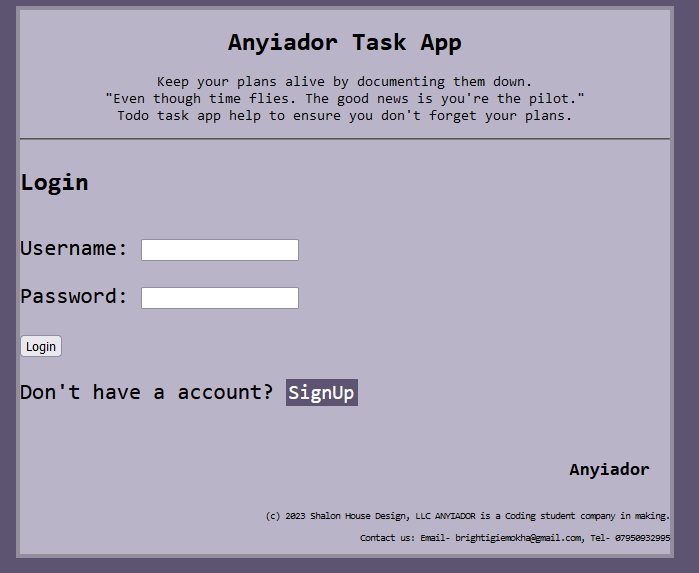 Anyiador Task App
Keep your plans alive by documenting them down.
"Even though time flies. The good news is you're the pilot."
Todo task app help to ensure you don't forget your plans.
Login
Username:
Password:
Login
Don't have a account? SignUp
Anyiador
(c) 2023 Shalon House Design, LLC ANYIADOR is a Coding student company in making.
Contact us: Email- brightigiemokha@gmail.com, Tel- 07950932995